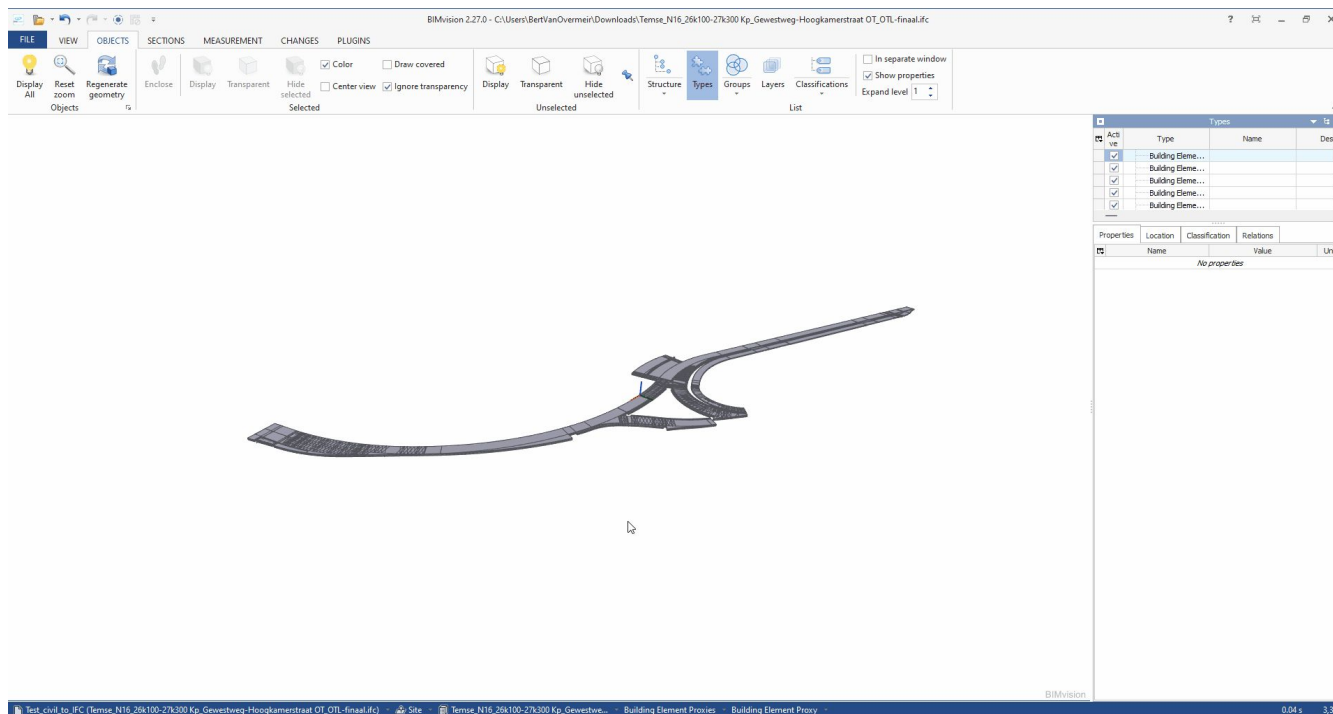 BIMvision 2.27.0 - C:\Users\BertVanOvermeir\Downloads\Temse_N16_26k100-27k300 Kp_Gewestweg-Hoogkamerstraat OT_OTL-finaal.ifc
FILE VIEW OBJECTS SECTIONS MEASUREMENT CHANGES PLUGINS
Display All
Reset zoom
Regenerate geometry
Objects
Enclose
Display
Transparent
Hide selected
Color
Center view
Draw covered
Ignore transparency
Selected
Display
Transparent
Hide unselected
Unselected
Structure
Types
Groups
Layers
Classifications
In separate window
Show properties
Expand level 1
List
Types
Active Type Name Des
Building Eleme...
Building Eleme...
Building Eleme...
Building Eleme...
Building Eleme...
Properties Location Classification Relations
Name Value Un
No properties
BIMvision
Test_civil_to_IFC (Temse_N16_26k100-27k300 Kp_Gewestweg-Hoogkamerstraat OT_OTL-finaal.ifc) Site Temse_N16_26k100-27k300 Kp_Gewestwe... Building Element Proxies Building Element Proxy 0.04 s 3,3